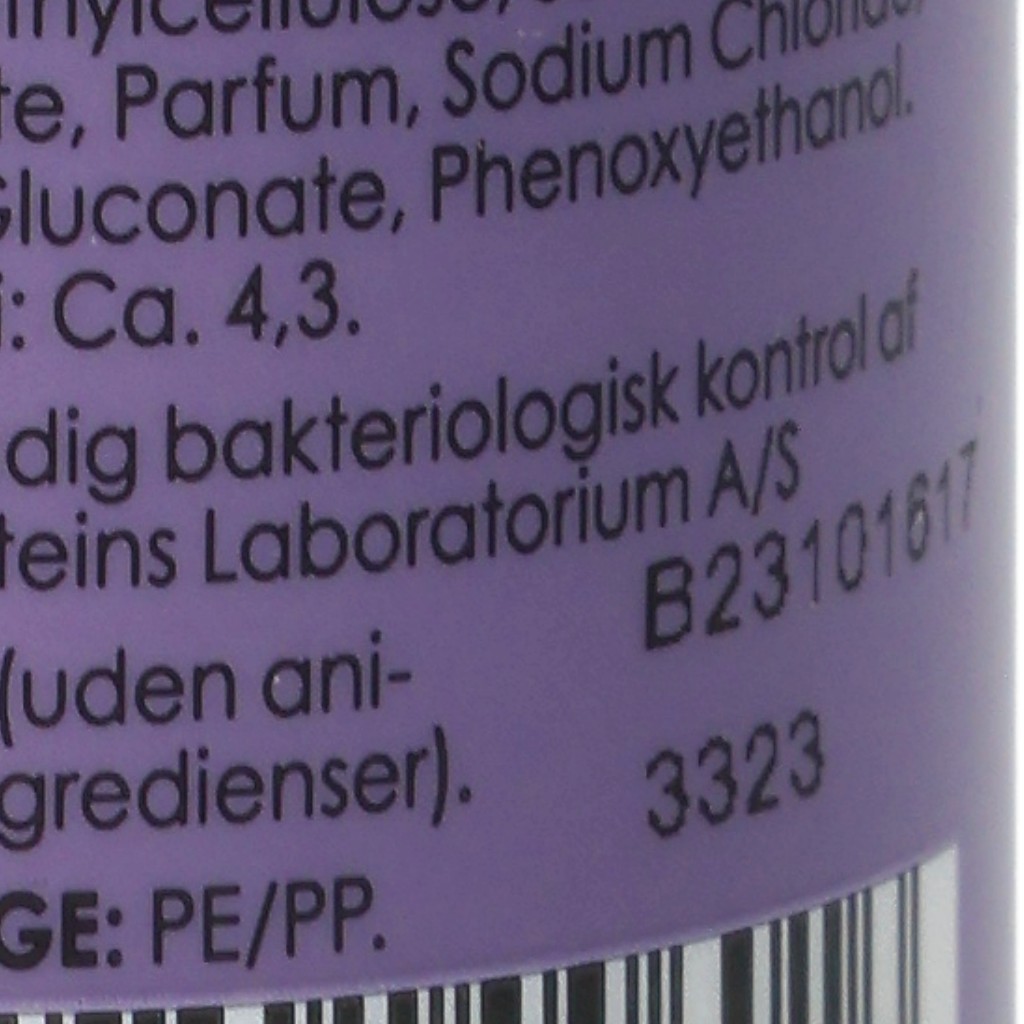 te, Parfum, Sodium Chloride,
Gluconate, Phenoxyethanol.
i: Ca. 4,3.
dig bakteriologisk kontrol af
teins Laboratorium A/S
B23101617
(uden ani-
gredienser).
3323
GE: PE/PP.